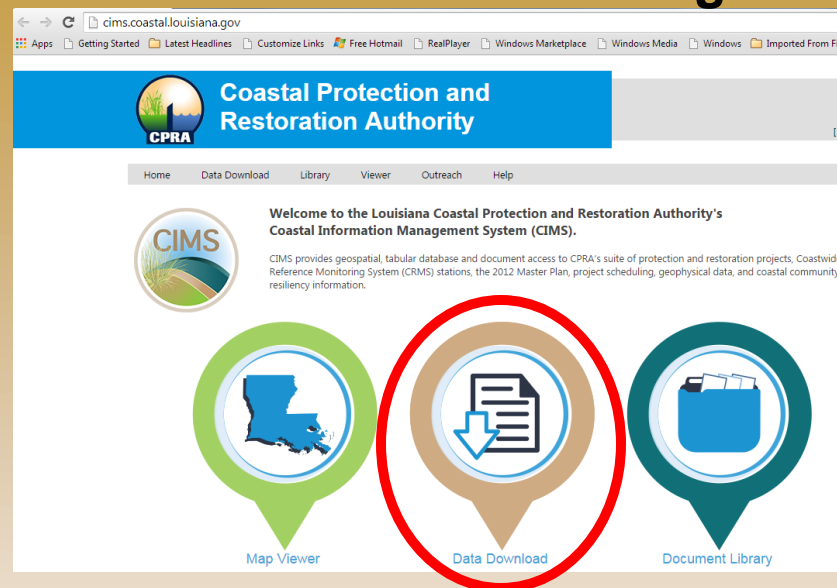 cims.coastal.louisiana.gov
Apps Getting Started Latest Headlines Customize Links Free Hotmail RealPlayer Windows Marketplace Windows Media Windows Imported From
Coastal Protection and
Restoration Authority
CPRA
[
Home Data Download Library Viewer Outreach Help
CIMS
Welcome to the Louisiana Coastal Protection and Restoration Authority's
Coastal Information Management System (CIMS).
CIMS provides geospatial, tabular database and document access to CPRA's suite of protection and restoration projects, Coastwide
Reference Monitoring System (CRMS) stations, the 2012 Master Plan, project scheduling, geophysical data, and coastal community
resiliency information.
Map Viewer Data Download Document Library